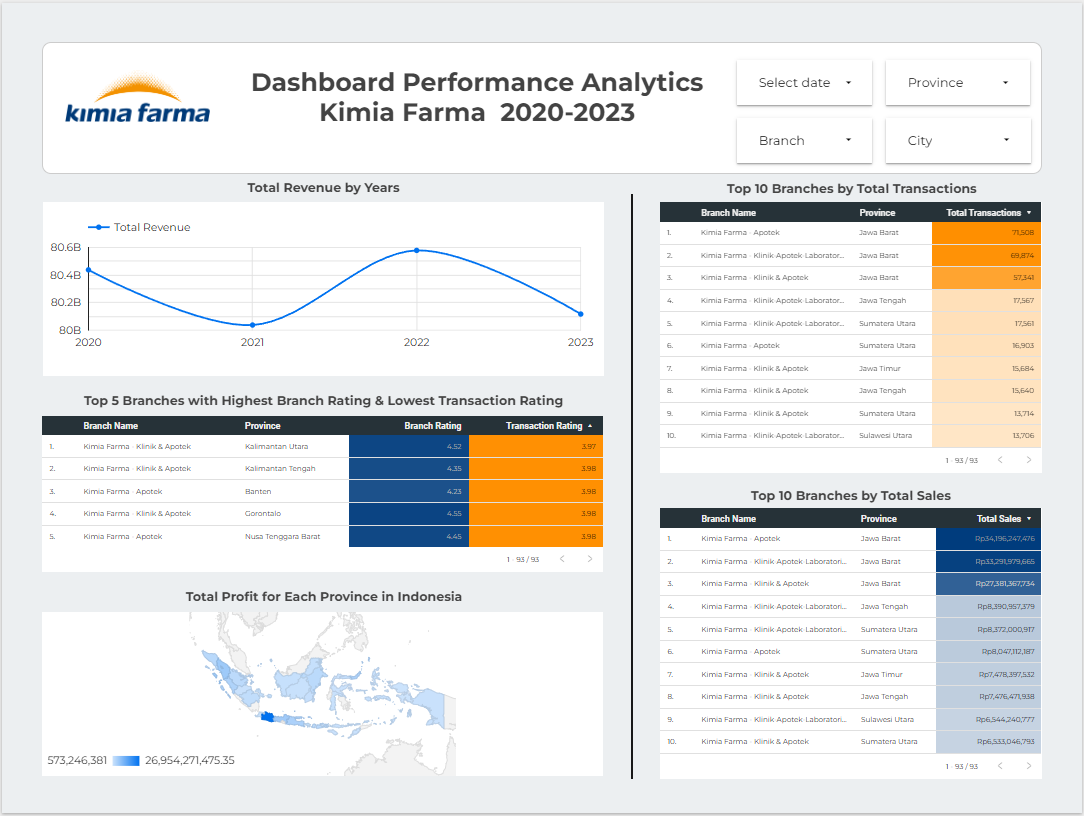 kimia farma
Dashboard Performance Analytics
Kimia Farma 2020-2023
Select date
Province
Branch
City
Total Revenue by Years
Total Revenue
80.6B
80.4B
80.2B
80B
2020 2021 2022 2023
Top 5 Branches with Highest Branch Rating & Lowest Transaction Rating
Branch Name Province Branch Rating Transaction Rating
1. Kimia Farma - Klinik & Apotek Kalimantan Utara 4.52 3.97
2. Kimia Farma - Klinik & Apotek Kalimantan Tengah 4.35 3.98
3. Kimia Farma - Apotek Banten 4.23 3.98
4. Kimia Farma - Klinik & Apotek Gorontalo 4.55 3.98
5. Kimia Farma - Apotek Nusa Tenggara Barat 4.45 3.98
1 - 93 / 93
Total Profit for Each Province in Indonesia
573,246,381 26,954,271,475.35
Top 10 Branches by Total Transactions
Branch Name Province Total Transactions
1. Kimia Farma - Apotek Jawa Barat 71,508
2. Kimia Farma - Klinik-Apotek-Laborator... Jawa Barat 69,874
3. Kimia Farma - Klinik & Apotek Jawa Barat 57,341
4. Kimia Farma - Klinik-Apotek-Laborator... Jawa Tengah 17,567
5. Kimia Farma - Klinik-Apotek-Laborator... Sumatera Utara 17,561
6. Kimia Farma - Apotek Sumatera Utara 16,903
7. Kimia Farma - Klinik & Apotek Jawa Timur 15,684
8. Kimia Farma - Klinik & Apotek Jawa Tengah 15,640
9. Kimia Farma - Klinik & Apotek Sumatera Utara 13,714
10. Kimia Farma - Klinik-Apotek-Laborator... Sulawesi Utara 13,706
1 - 93 / 93
Top 10 Branches by Total Sales
Branch Name Province Total Sales
1. Kimia Farma - Apotek Jawa Barat Rp34,196,247,476
2. Kimia Farma - Klinik-Apotek-Laboratori... Jawa Barat Rp33,291,979,665
3. Kimia Farma - Klinik & Apotek Jawa Barat Rp27,381,367,734
4. Kimia Farma - Klinik-Apotek-Laboratori... Jawa Tengah Rp8,390,957,379
5. Kimia Farma - Klinik-Apotek-Laboratori... Sumatera Utara Rp8,372,000,917
6. Kimia Farma - Apotek Sumatera Utara Rp8,047,112,187
7. Kimia Farma - Klinik & Apotek Jawa Timur Rp7,478,397,532
8. Kimia Farma - Klinik & Apotek Jawa Tengah Rp7,476,471,938
9. Kimia Farma - Klinik-Apotek-Laboratori... Sulawesi Utara Rp6,544,240,777
10. Kimia Farma - Klinik & Apotek Sumatera Utara Rp6,533,046,793
1 - 93 / 93